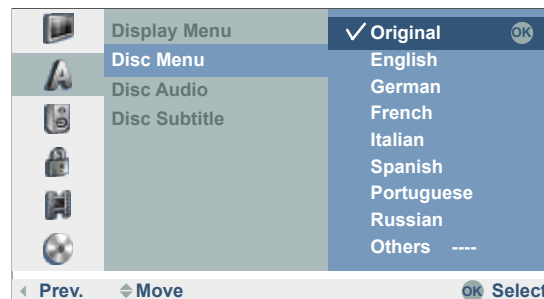 Display Menu
Disc Menu
Disc Audio
Disc Subtitle
Original OK
English
German
French
Italian
Spanish
Portuguese
Russian
Others ----
Prev. Move OK Select